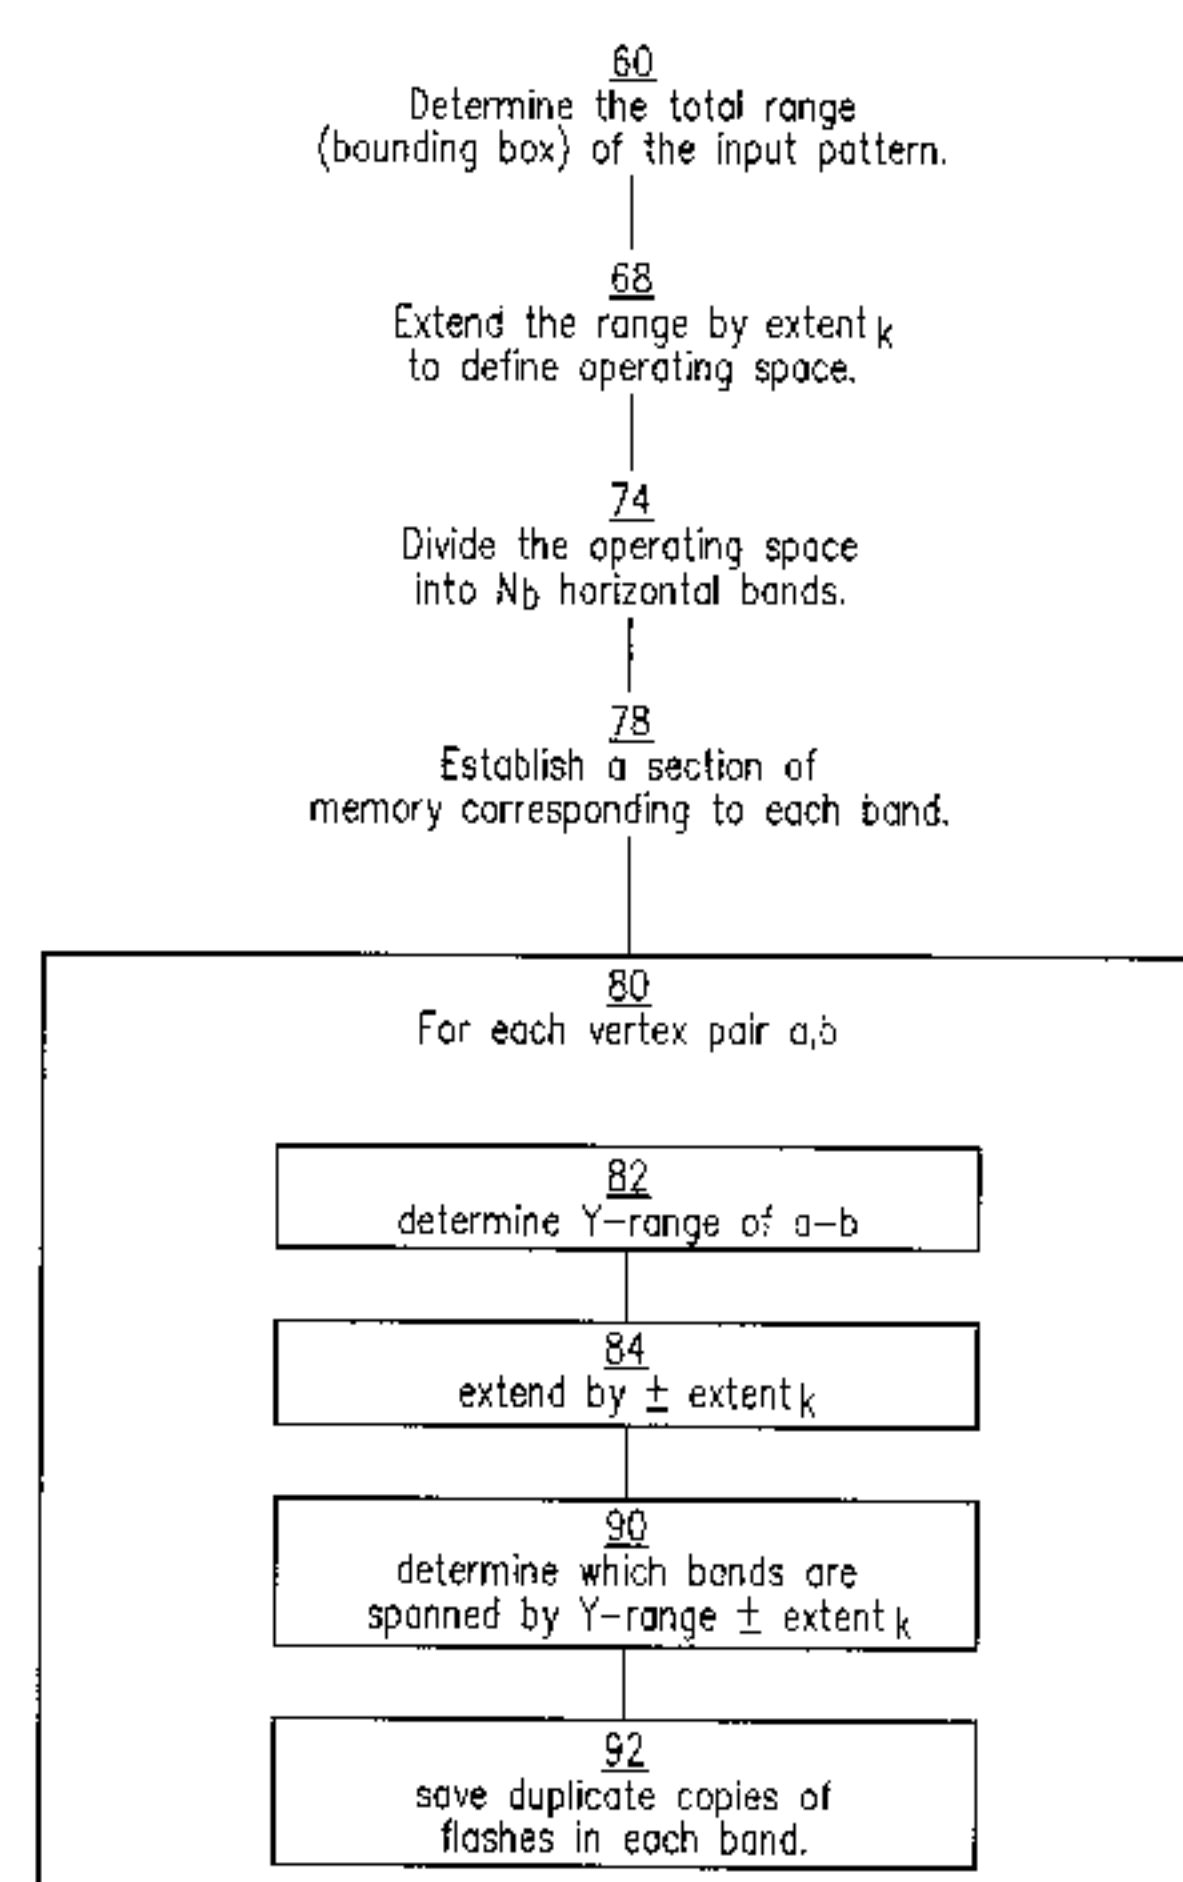 60
Determine the total range
(bounding box) of the input pattern.
68
Extend the range by extent k
to define operating space.
74
Divide the operating space
into Nb horizontal bands.
78
Establish a section of
memory corresponding to each band.
80
For each vertex pair a,b
82
determine Y-range of a-b
84
extend by ± extent k
90
determine which bands are
spanned by Y-range ± extent k
92
save duplicate copies of
flashes in each band.